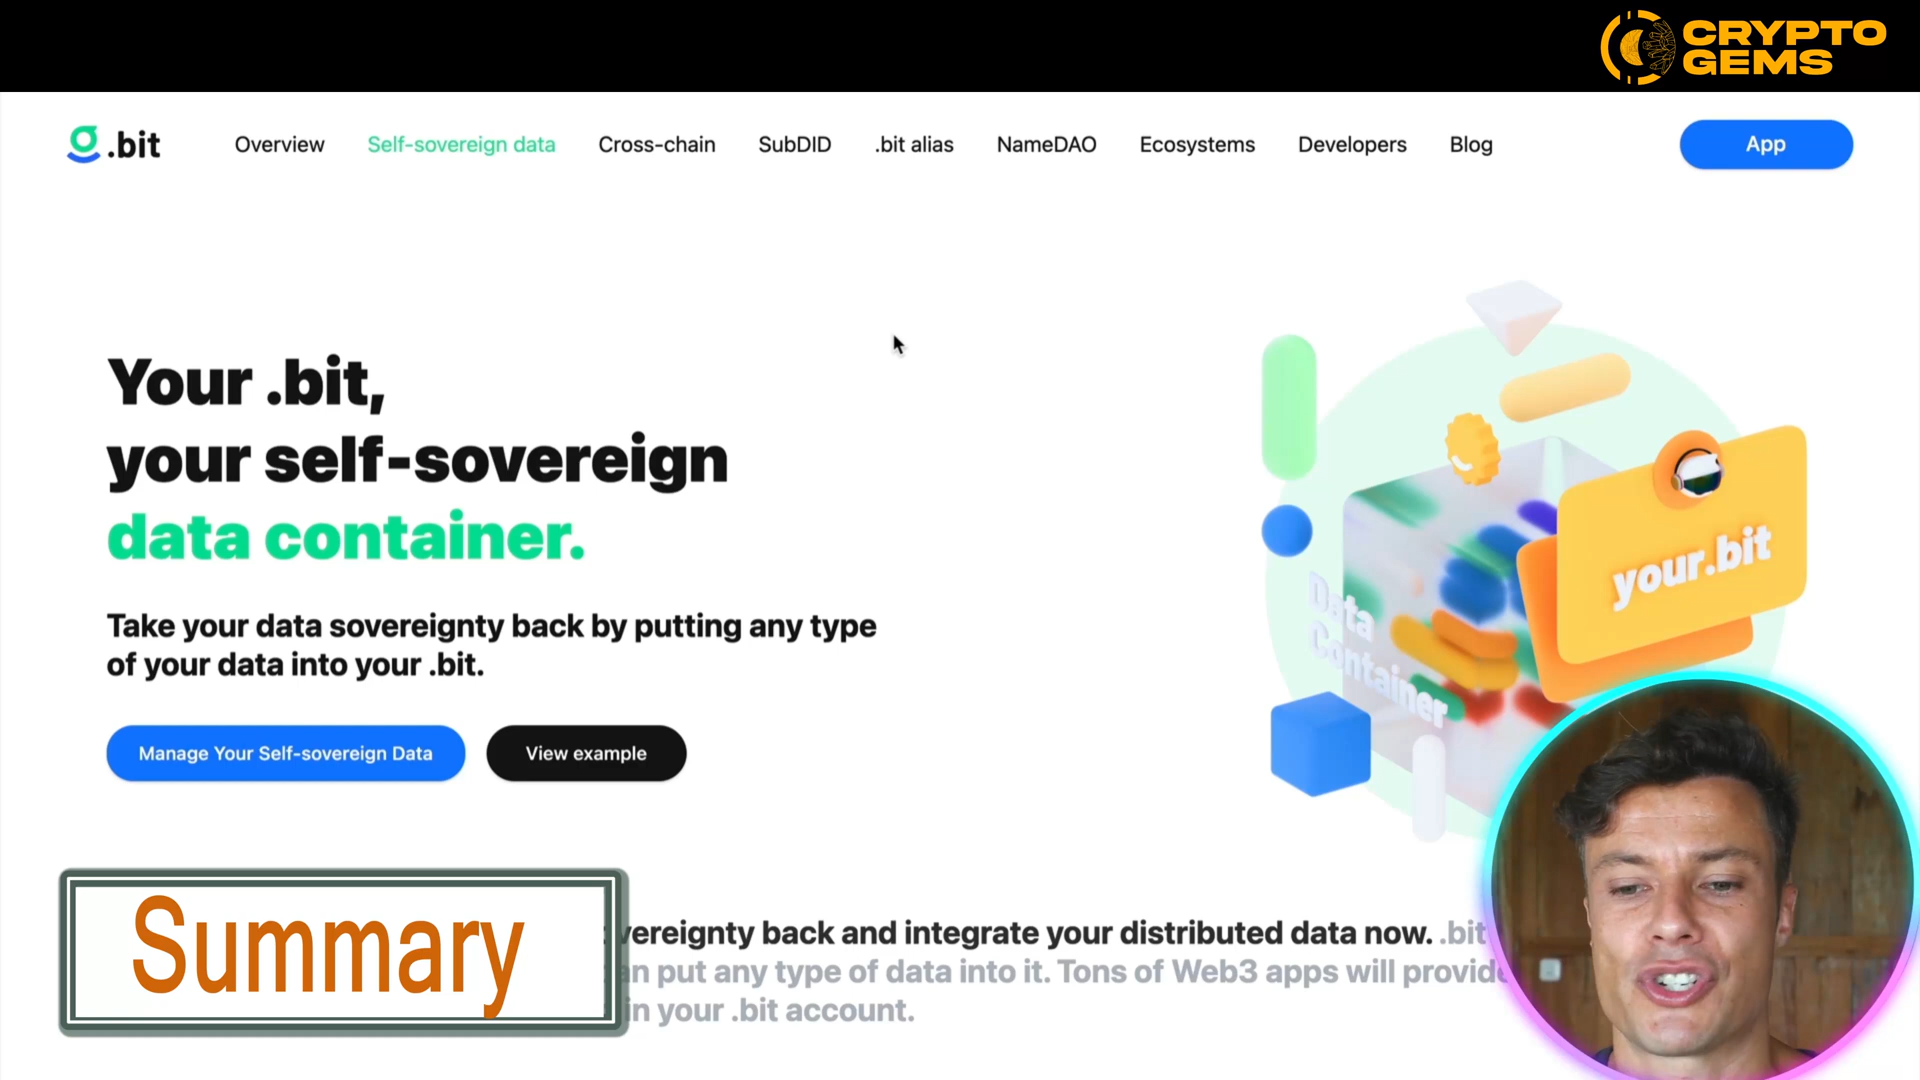 CRYPTO
GEMS
.bit
Overview
Self-sovereign data
Cross-chain
SubDID
.bit alias
NameDAO
Ecosystems
Developers
Blog
App
Your .bit,
your self-sovereign
data container.
Take your data sovereignty back by putting any type
of your data into your .bit.
Manage Your Self-sovereign Data
View example
Data
Container
your.bit
Summary
back and integrate your distributed data now. .bit
put any type of data into it. Tons of Web3 apps will
in your .bit account.